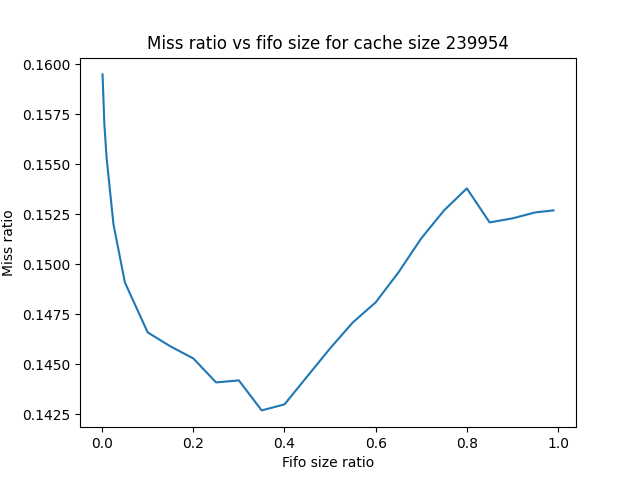 Miss ratio vs fifo size for cache size 239954
0.1600
0.1575
0.1550
0.1525
0.1500
0.1475
0.1450
0.1425
Miss ratio
0.0 0.2 0.4 0.6 0.8 1.0
Fifo size ratio